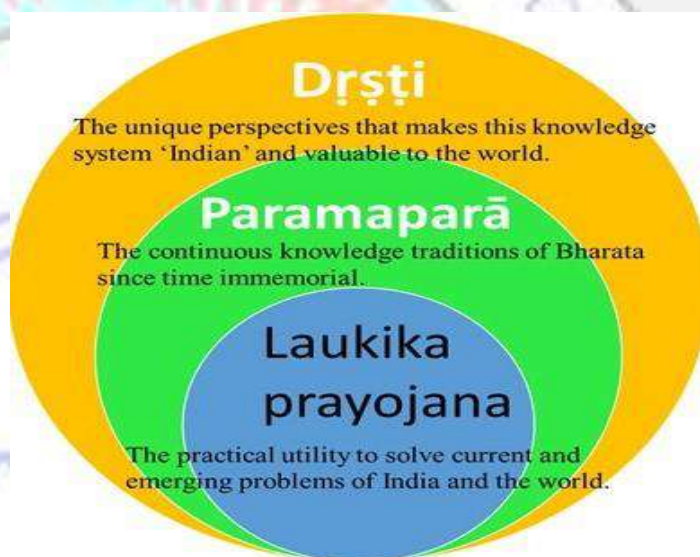 Dṛṣṭi
The unique perspectives that makes this knowledge
system ‘Indian’ and valuable to the world.
Paramaparā
The continuous knowledge traditions of Bharata
since time immemorial.
Laukika
prayojana
The practical utility to solve current and
emerging problems of India and the world.